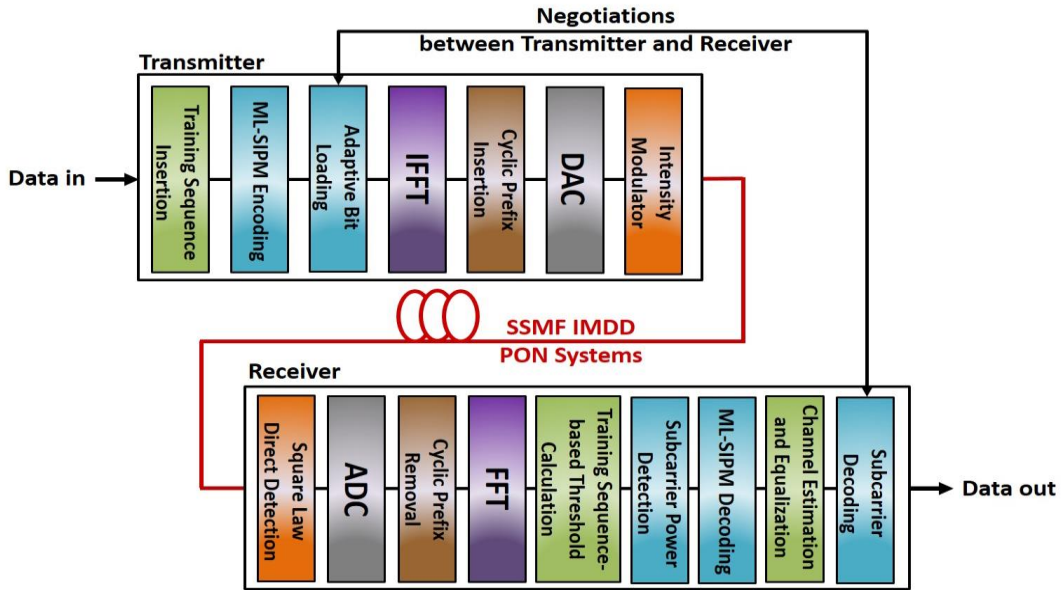 Negotiations
between Transmitter and Receiver
Transmitter
Data in
Training Sequence
Insertion
ML-SIPM Encoding
Adaptive Bit
Loading
IFFT
Cyclic Prefix
Insertion
DAC
Intensity
Modulator
SSMF IMDD
PON Systems
Receiver
Square Law
Direct Detection
ADC
Cyclic Prefix
Removal
FFT
Training Sequence-
based Threshold
Calculation
Subcarrier Power
Detection
ML-SIPM Decoding
Channel Estimation
and Equalization
Subcarrier
Decoding
Data out